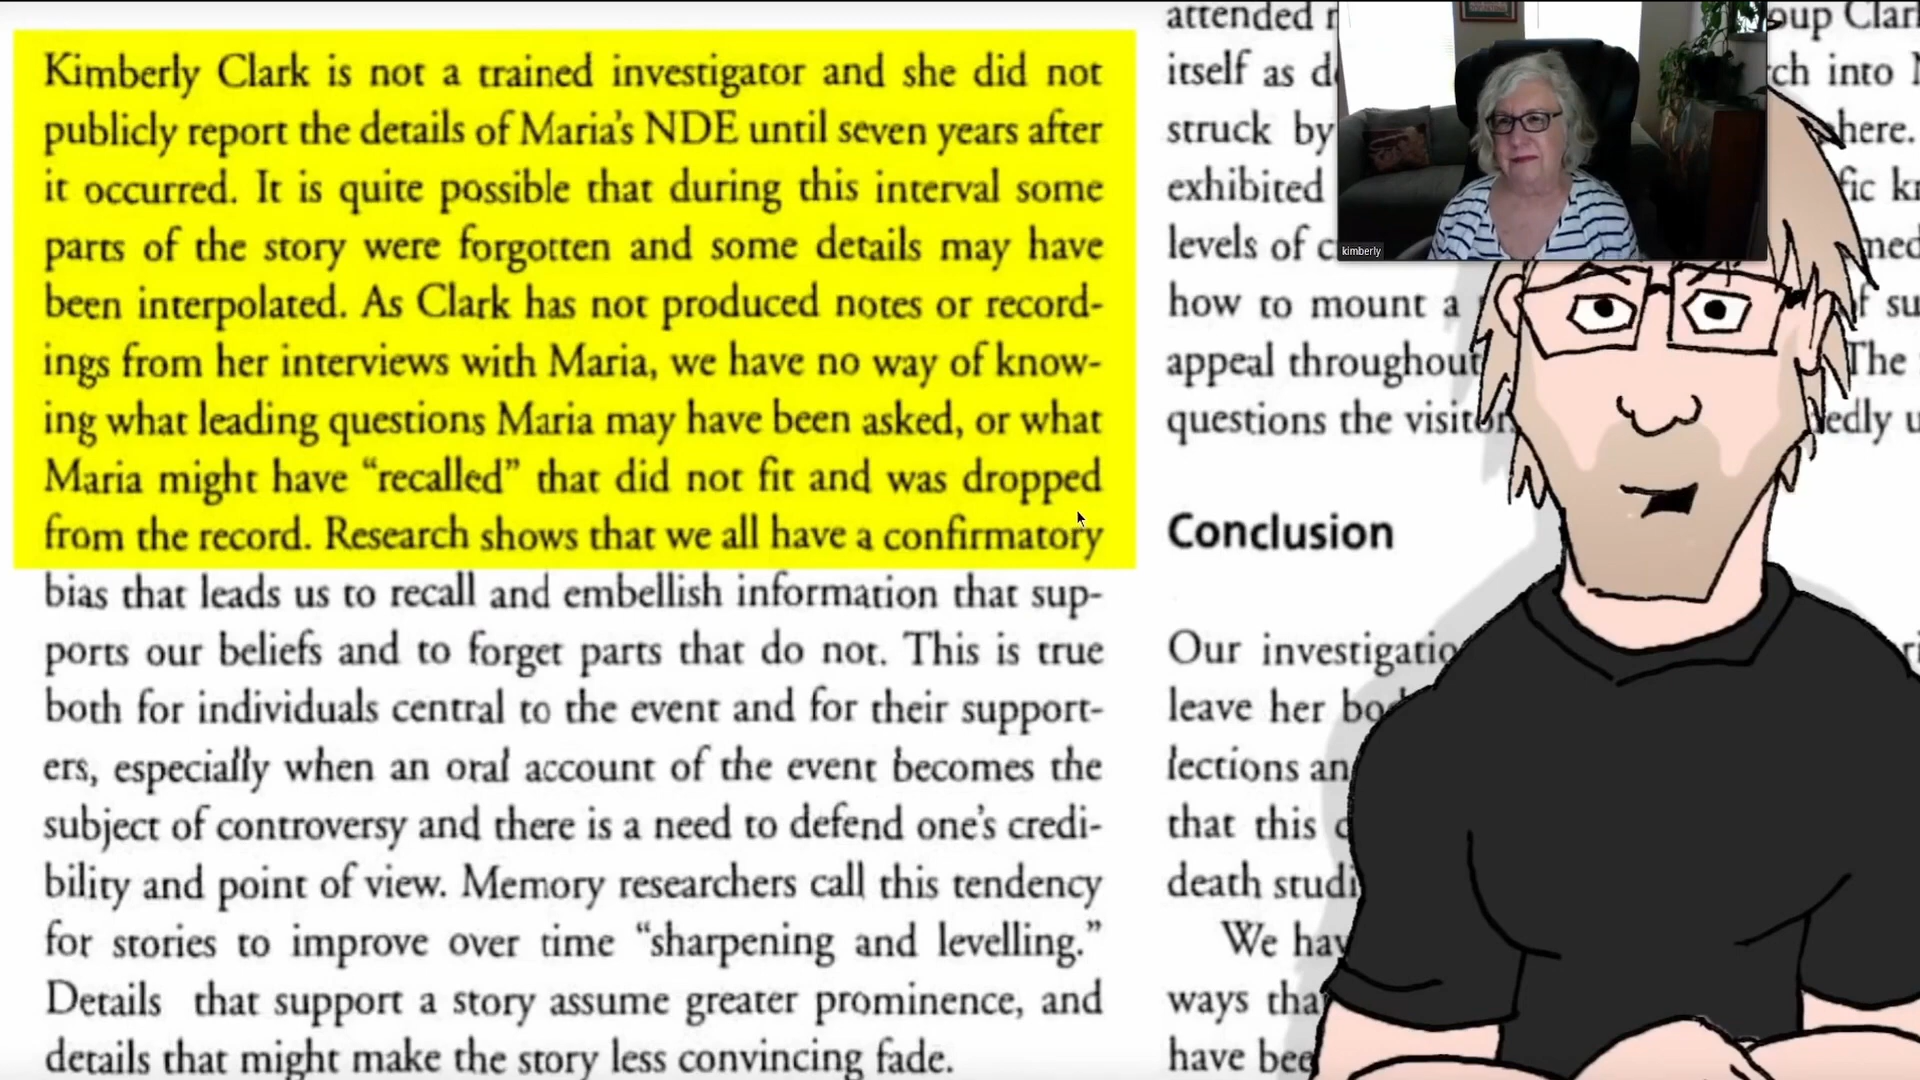 Kimberly Clark is not a trained investigator and she did not
publicly report the details of Maria's NDE until seven years after
it occurred. It is quite possible that during this interval some
parts of the story were forgotten and some details may have
been interpolated. As Clark has not produced notes or record-
ings from her interviews with Maria, we have no way of know-
ing what leading questions Maria may have been asked, or what
Maria might have “recalled” that did not fit and was dropped
from the record. Research shows that we all have a confirmatory
bias that leads us to recall and embellish information that sup-
ports our beliefs and to forget parts that do not. This is true
both for individuals central to the event and for their support-
ers, especially when an oral account of the event becomes the
subject of controversy and there is a need to defend one's credi-
bility and point of view. Memory researchers call this tendency
for stories to improve over time “sharpening and levelling.”
Details that support a story assume greater prominence, and
details that might make the story less convincing fade.
attended
itself as
struck by
exhibited
levels of
how to mount a
appeal throughout The
questions the
Conclusion
Our
leave her
that this
We
ways
have
kimberly